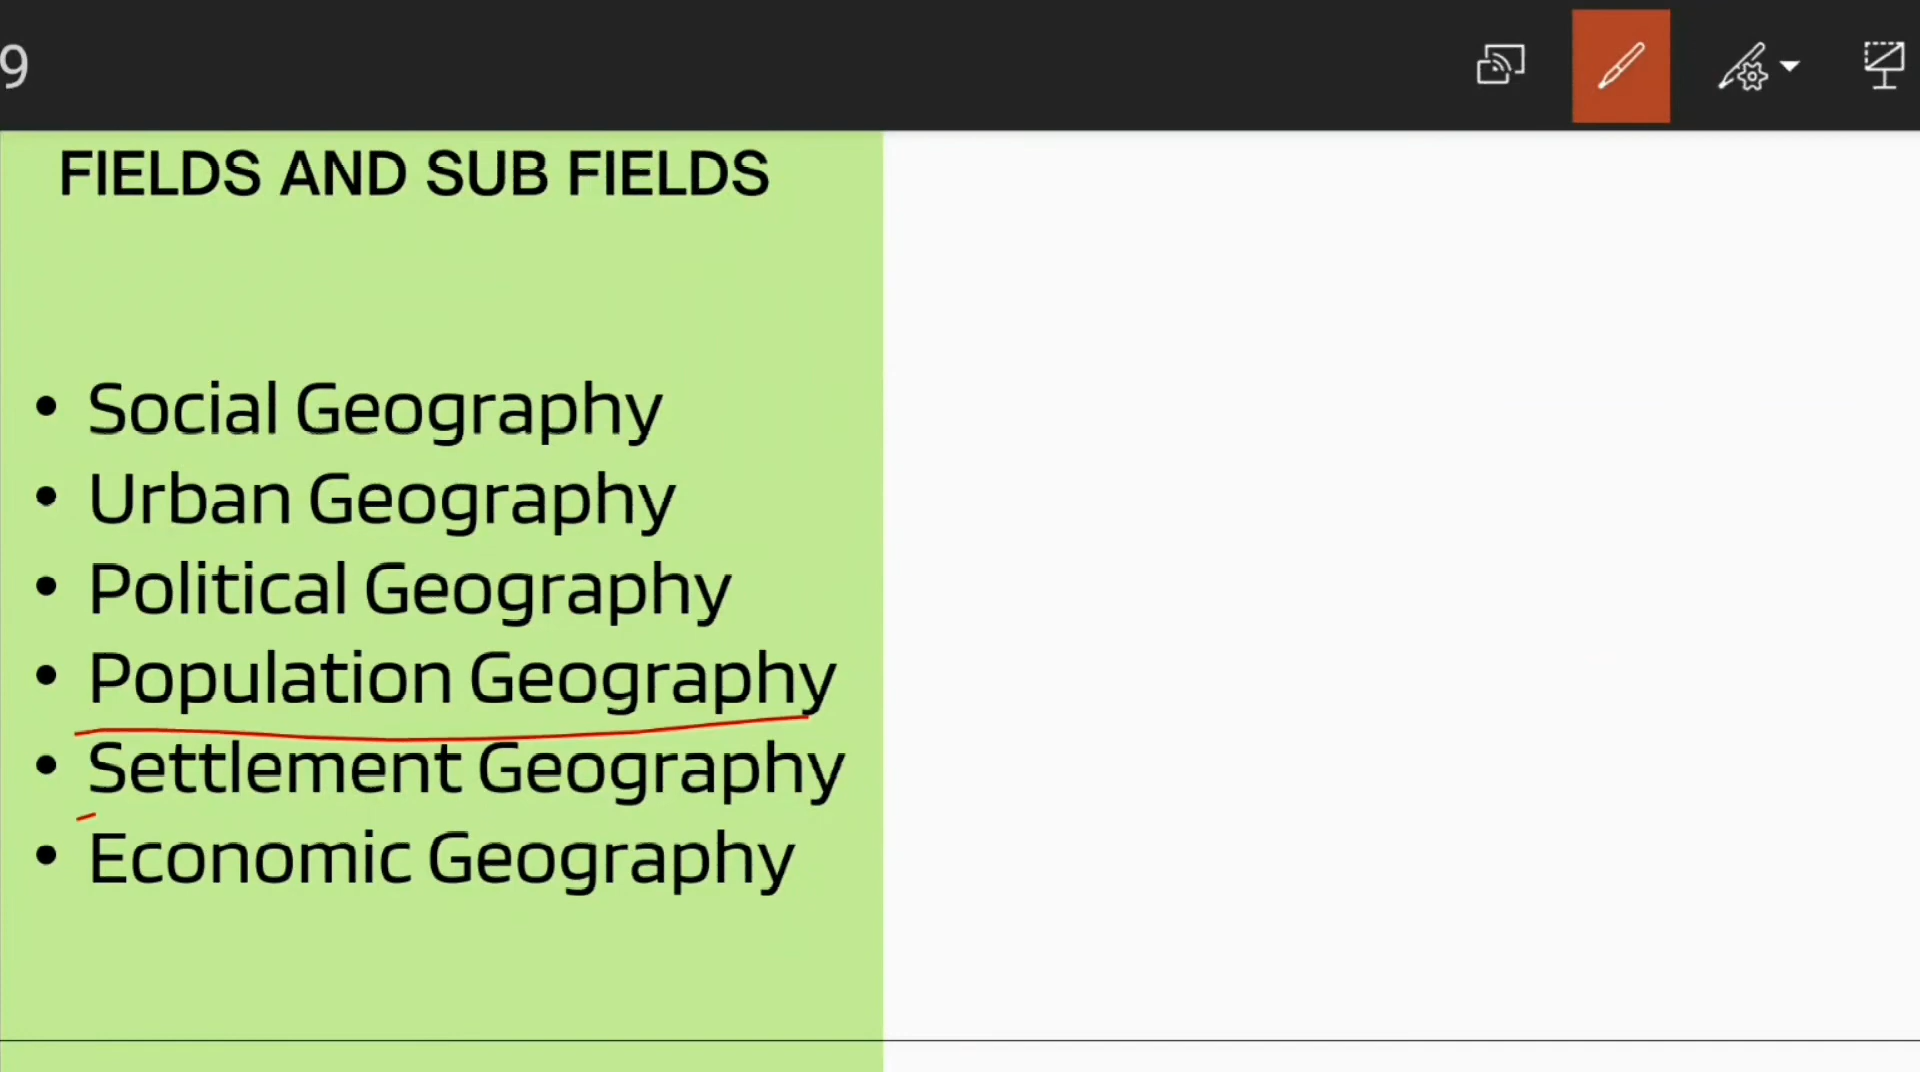 9
FIELDS AND SUB FIELDS
• Social Geography
• Urban Geography
• Political Geography
• Population Geography
• Settlement Geography
• Economic Geography